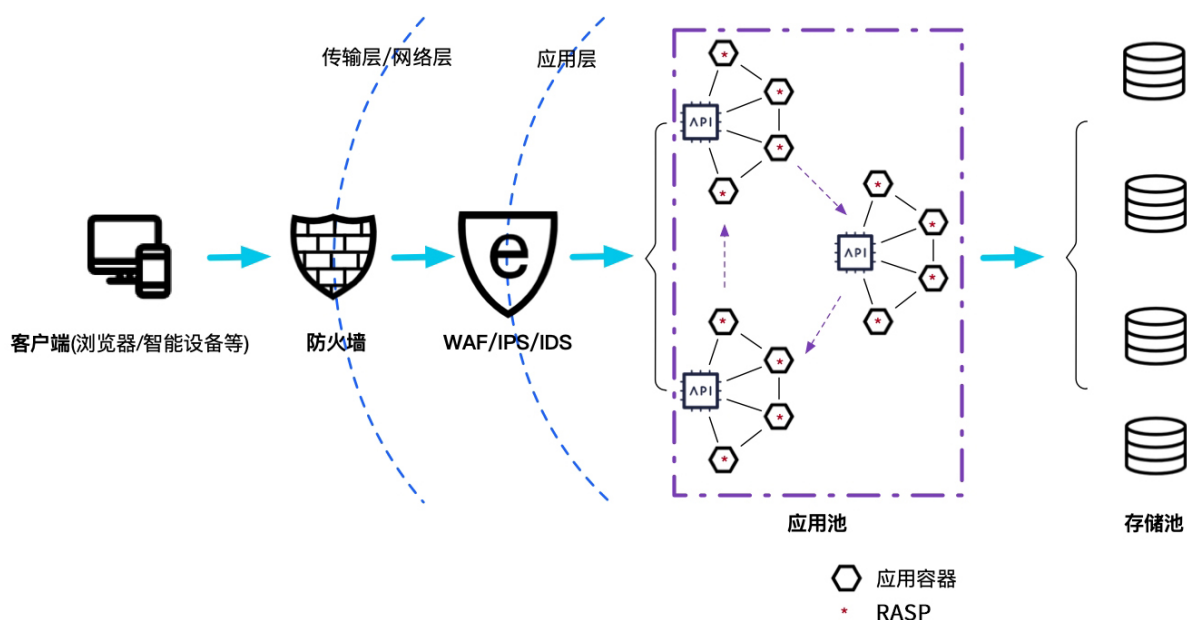 传输层/网络层
应用层
API
API
API
e
客户端(浏览器/智能设备等)
防火墙
WAF/IPS/IDS
应用池
存储池
应用容器
* RASP